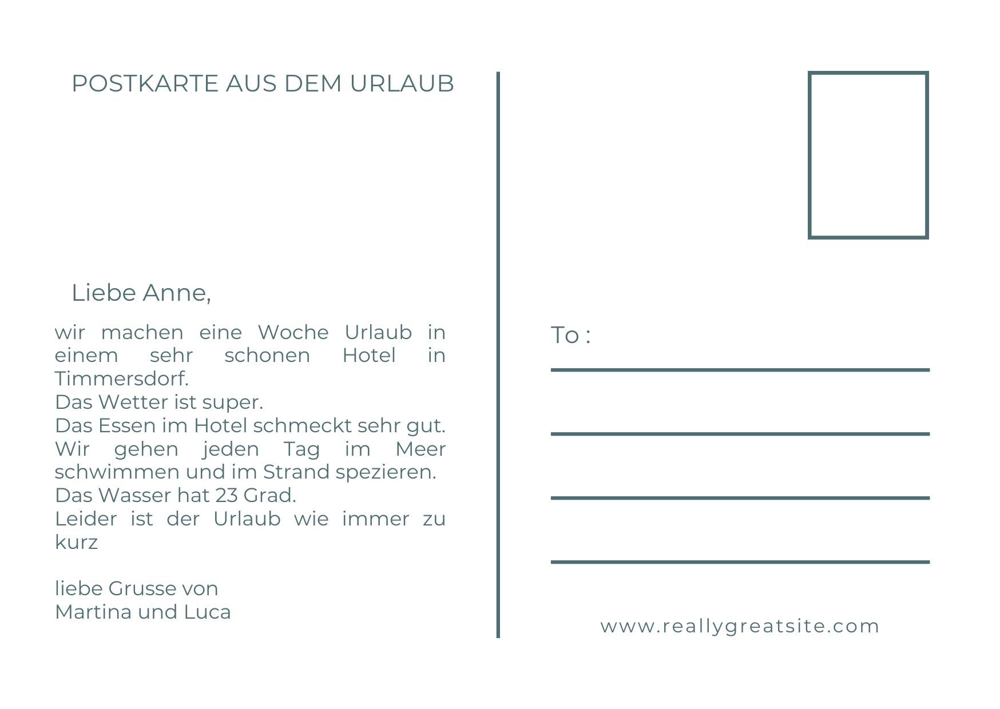 POSTKARTE AUS DEM URLAUB
Liebe Anne,
wir machen eine Woche Urlaub in
einem sehr schonen Hotel in
Timmersdorf.
Das Wetter ist super.
Das Essen im Hotel schmeckt sehr gut.
Wir gehen jeden Tag im Meer
schwimmen und im Strand spezieren.
Das Wasser hat 23 Grad.
Leider ist der Urlaub wie immer zu
kurz
liebe Grusse von
Martina und Luca
To :
www.reallygreatsite.com